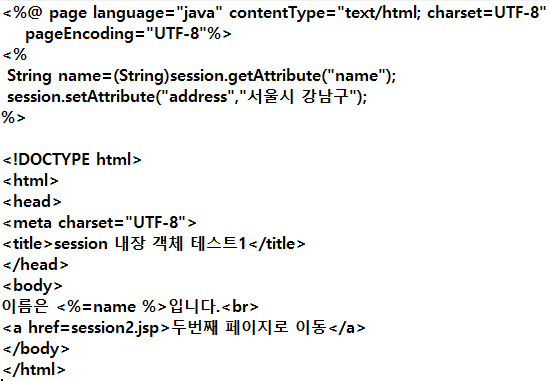 <%@ page language="java" contentType="text/html; charset=UTF-8"
    pageEncoding="UTF-8"%>
<%
 String name=(String)session.getAttribute("name");
 session.setAttribute("address","서울시 강남구");
%>

<!DOCTYPE html>
<html>
<head>
<meta charset="UTF-8">
<title>session 내장 객체 테스트1</title>
</head>
<body>
이름은 <%=name %>입니다.<br>
<a href=session2.jsp>두번째 페이지로 이동</a>
</body>
</html>